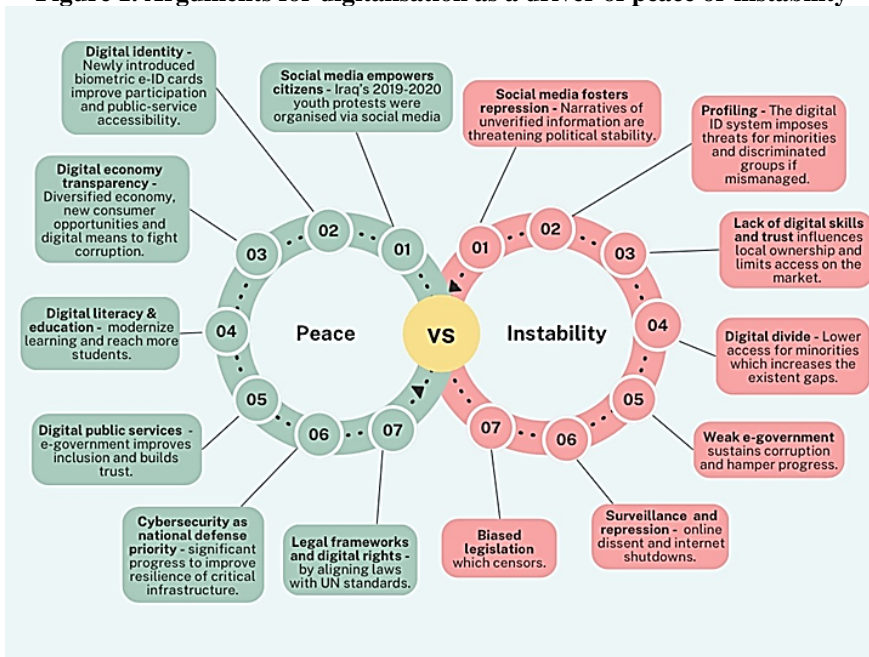 Figure 1. Arguments for digitalisation as a driver of peace or instability
Digital identity -
Newly introduced
biometric e-ID cards
improve participation
and public-service
accessibility.
Social media empowers
citizens - Iraq's 2019-2020
youth protests were
organised via social media
Digital economy
transparency -
Diversified economy,
new consumer
opportunities and
digital means to fight
corruption.
Digital literacy &
education - modernize
learning and reach more
students.
Digital public services -
e-government improves
inclusion and builds
trust.
Cybersecurity as
national defense
priority - significant
progress to improve
resilience of critical
infrastructure.
Legal frameworks
and digital rights -
by aligning laws
with UN standards.
01
02
03
04
05
06
07
Peace
VS
Instability
01
02
03
04
05
06
07
Social media fosters
repression - Narratives of
unverified information are
threatening political stability.
Profiling - The digital
ID system imposes
threats for minorities
and discriminated
groups if
mismanaged.
Lack of digital skills
and trust influences
local ownership and
limits access on the
market.
Digital divide - Lower
access for minorities
which increases the
existent gaps.
Weak e-government
sustains corruption
and hamper progress.
Surveillance and
repression - online
dissent and internet
shutdowns.
Biased
legislation
which censors.